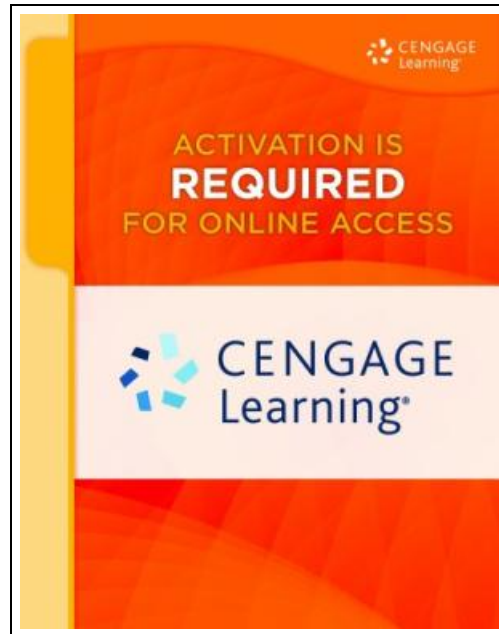 CENGAGE
Learning®
ACTIVATION IS
REQUIRED
FOR ONLINE ACCESS
CENGAGE
Learning®